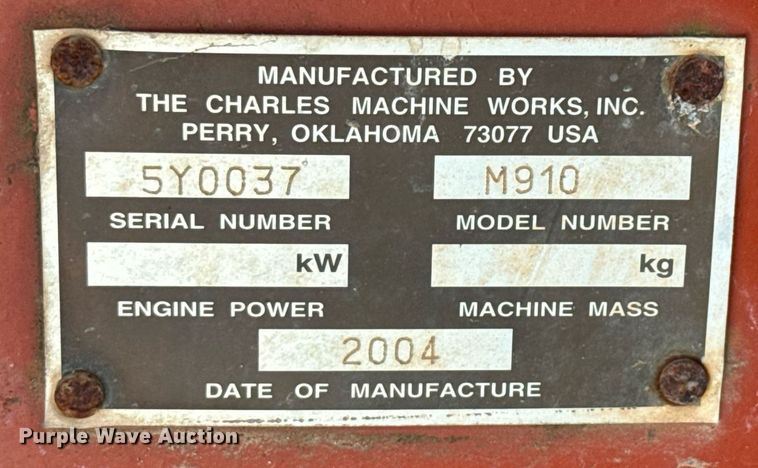 MANUFACTURED BY
THE CHARLES MACHINE WORKS, INC.
PERRY, OKLAHOMA 73077 USA
5Y0037 M910
SERIAL NUMBER MODEL NUMBER
kW kg
ENGINE POWER MACHINE MASS
2004
DATE OF MANUFACTURE
Purple Wave Auction